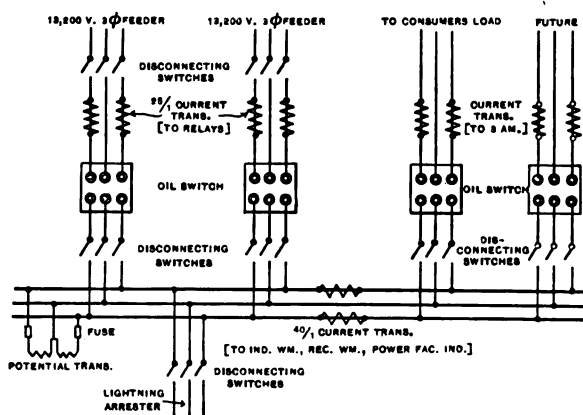 13,200 V. 3Φ FEEDER
13,200 V. 3Φ FEEDER
TO CONSUMERS LOAD
FUTURE
DISCONNECTING
SWITCHES
25/1 CURRENT
TRANS.
[TO RELAYS]
CURRENT
TRANS.
[TO 3 AM.]
OIL SWITCH
OIL SWITCH
DISCONNECTING
SWITCHES
DIS-
CONNECTING
SWITCHES
FUSE
POTENTIAL TRANS.
40/1 CURRENT TRANS.
[TO IND. WM., REC. WM., POWER FAC. IND.]
DISCONNECTING
SWITCHES
LIGHTNING
ARRESTER